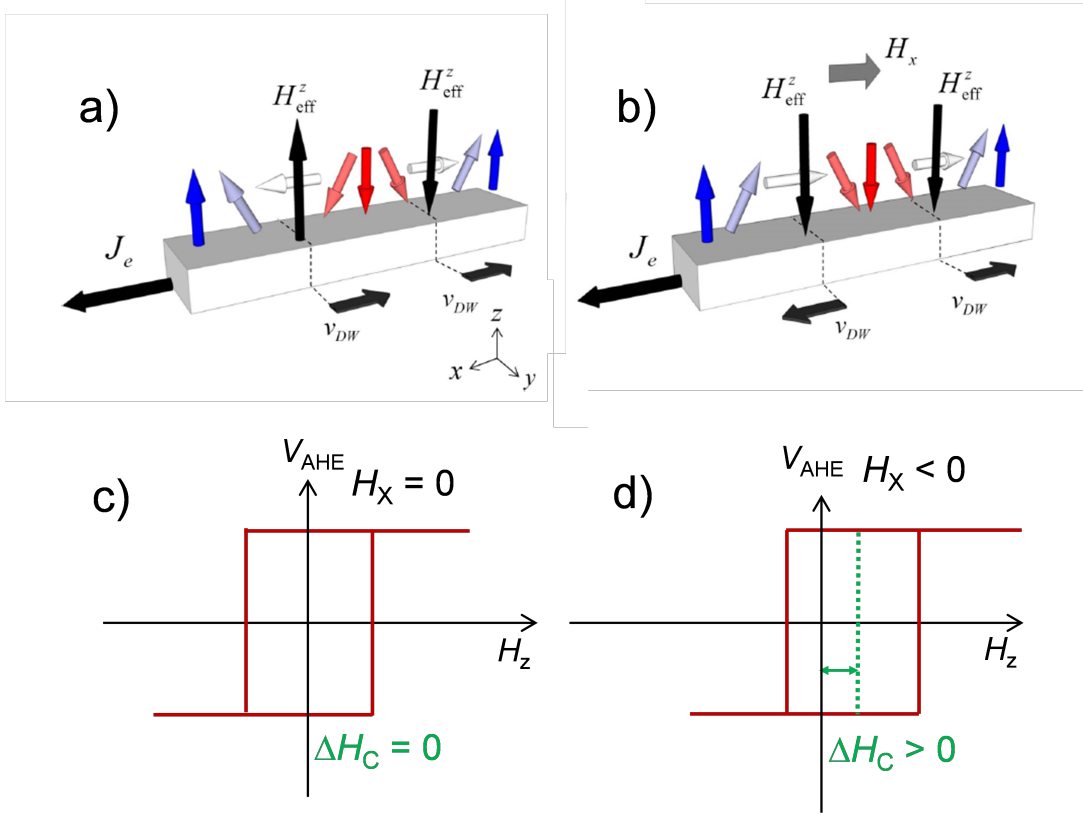 a)
H^z_eff
H^z_eff
J_e
v_DW
v_DW
z
x
y
b)
H_x
H^z_eff
H^z_eff
J_e
v_DW
v_DW
c)
V_AHE
H_X = 0
H_z
ΔH_C = 0
d)
V_AHE
H_X < 0
H_z
ΔH_C > 0